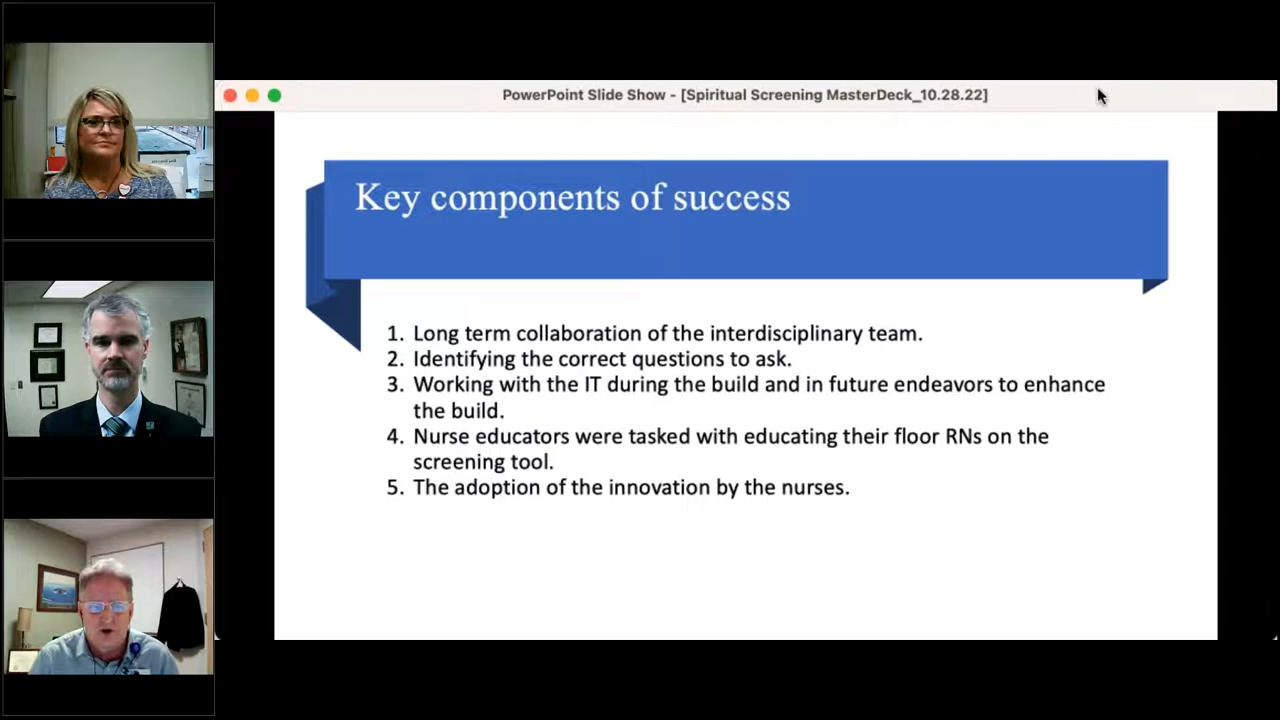 PowerPoint Slide Show - [Spiritual Screening MasterDeck_10.28.22]
Key components of success
1. Long term collaboration of the interdisciplinary team.
2. Identifying the correct questions to ask.
3. Working with the IT during the build and in future endeavors to enhance
the build.
4. Nurse educators were tasked with educating their floor RNs on the
screening tool.
5. The adoption of the innovation by the nurses.